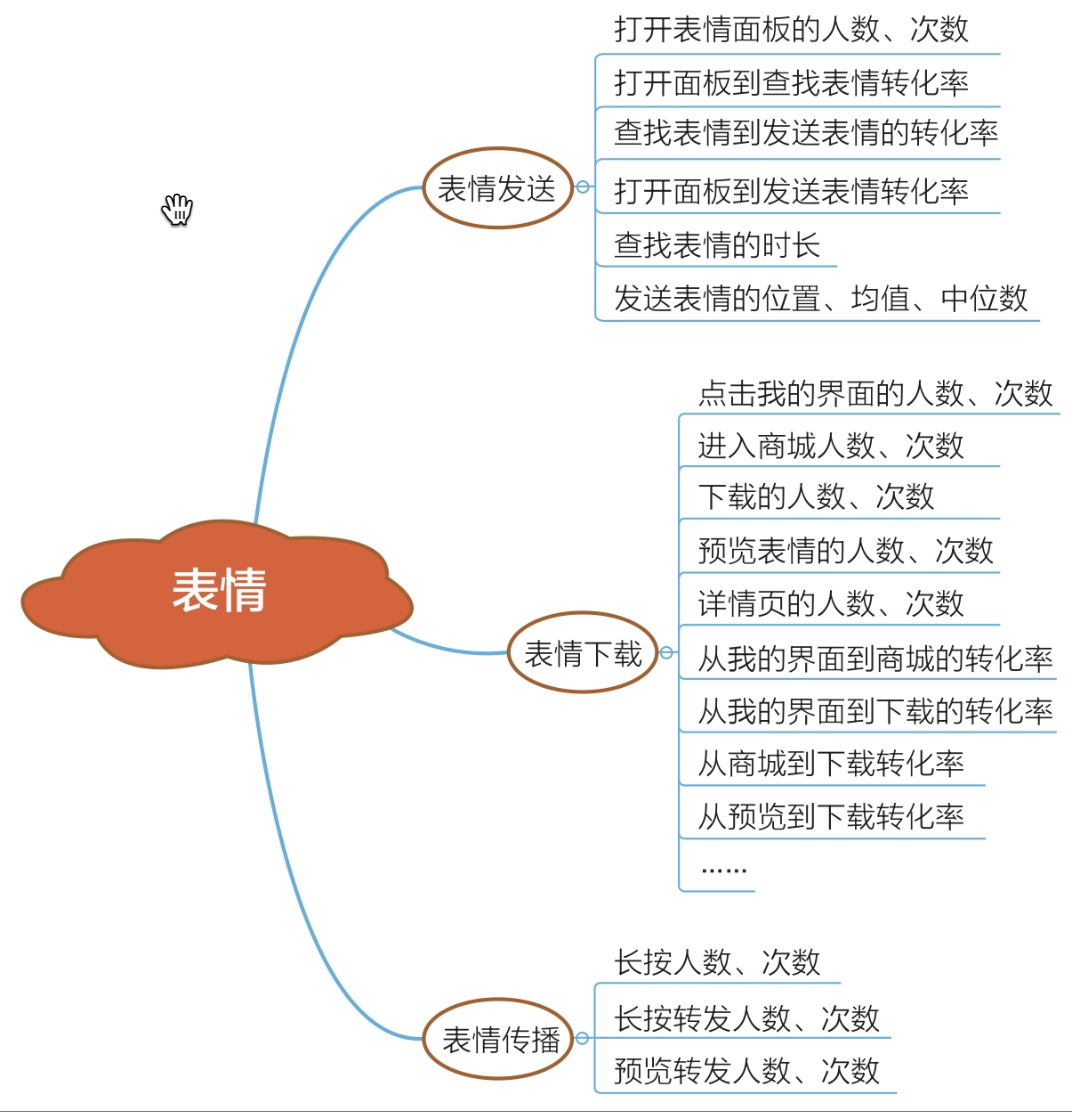 打开表情面板的人数、次数
打开面板到查找表情转化率
查找表情到发送表情的转化率
表情发送
打开面板到发送表情转化率
查找表情的时长
发送表情的位置、均值、中位数
点击我的界面的人数、次数
进入商城人数、次数
下载的人数、次数
预览表情的人数、次数
表情
详情页的人数、次数
表情下载
从我的界面到商城的转化率
从我的界面到下载的转化率
从商城到下载转化率
从预览到下载转化率
……
长按人数、次数
表情传播
长按转发人数、次数
预览转发人数、次数